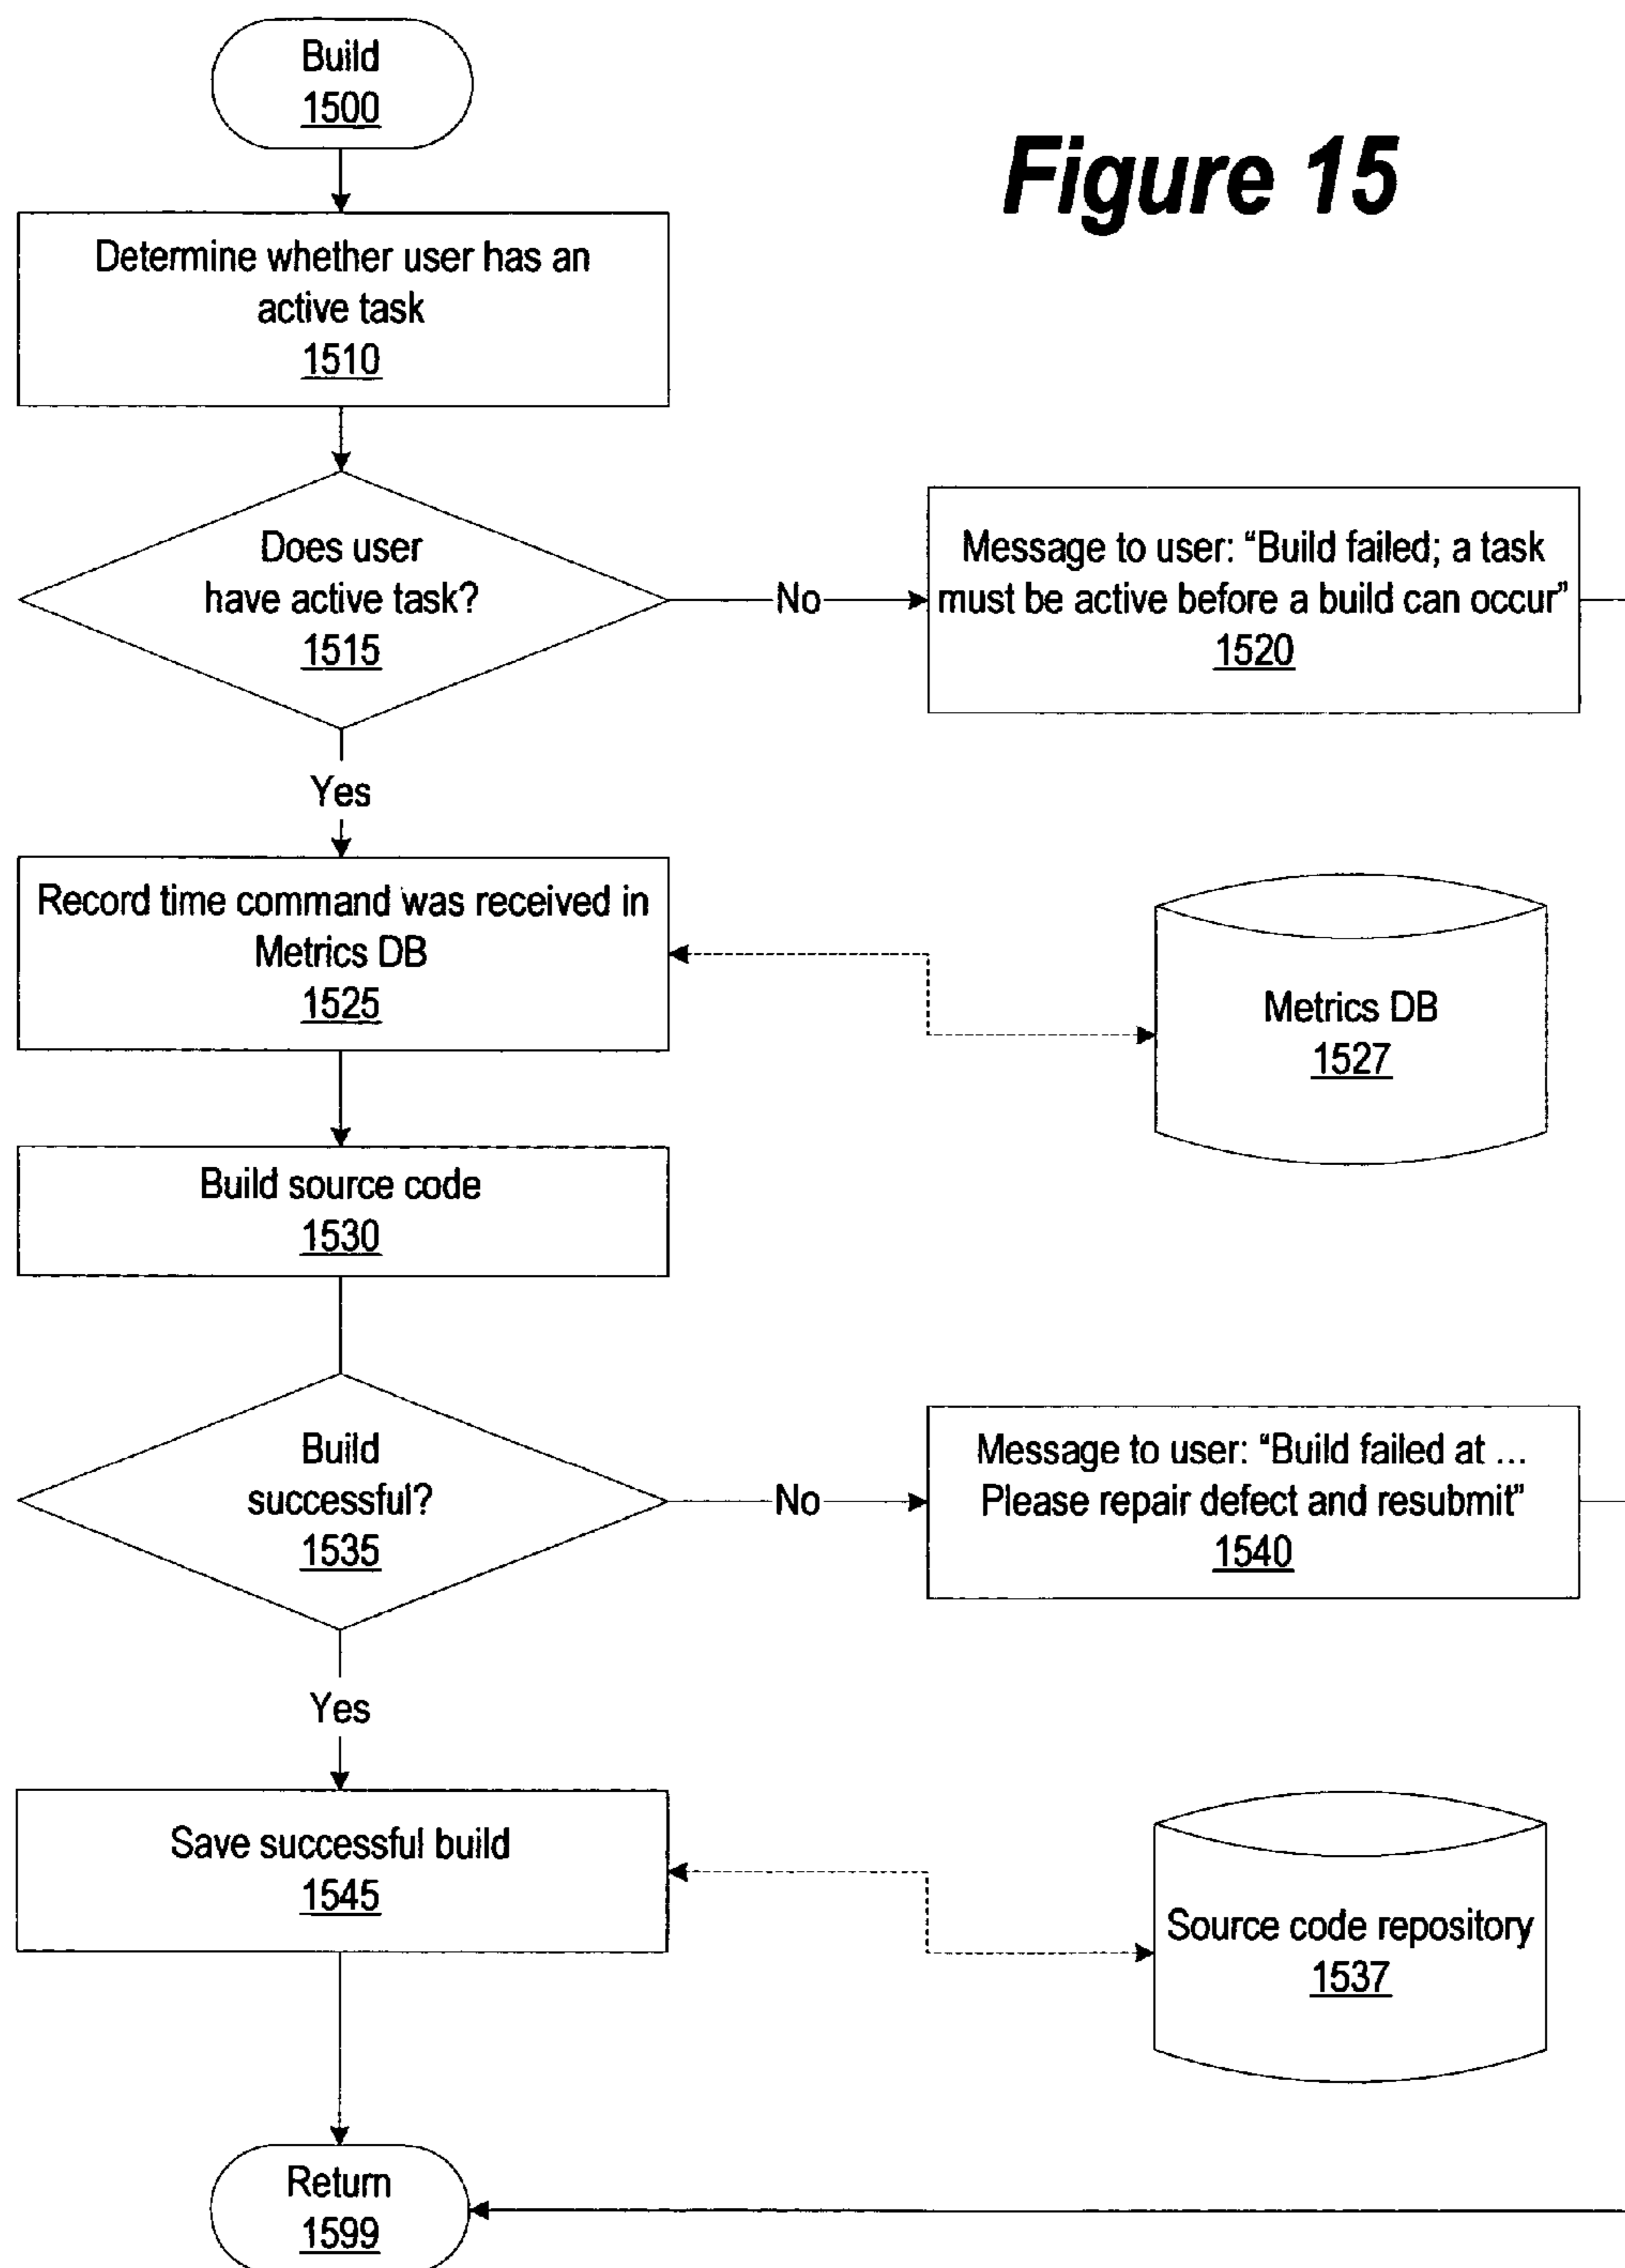 Build
1500
Figure 15
Determine whether user has an
active task
1510
Does user
have active task?
1515
No
Message to user: “Build failed; a task
must be active before a build can occur”
1520
Yes
Record time command was received in
Metrics DB
1525
Metrics DB
1527
Build source code
1530
Build
successful?
1535
No
Message to user: “Build failed at ...
Please repair defect and resubmit”
1540
Yes
Save successful build
1545
Source code repository
1537
Return
1599